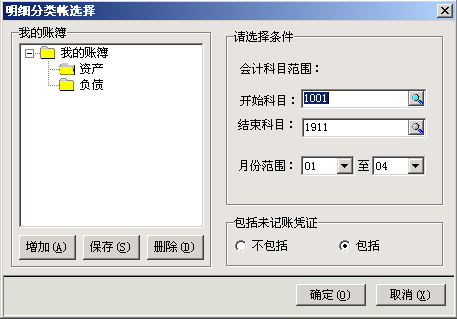 明细分类帐选择
我的账簿
我的账簿
资产
负债
增加(A)
保存(S)
删除(D)
请选择条件
会计科目范围：
开始科目：1001
结束科目：1911
月份范围：01 至 04
包括未记账凭证
不包括 包括
确定(O) 取消(X)